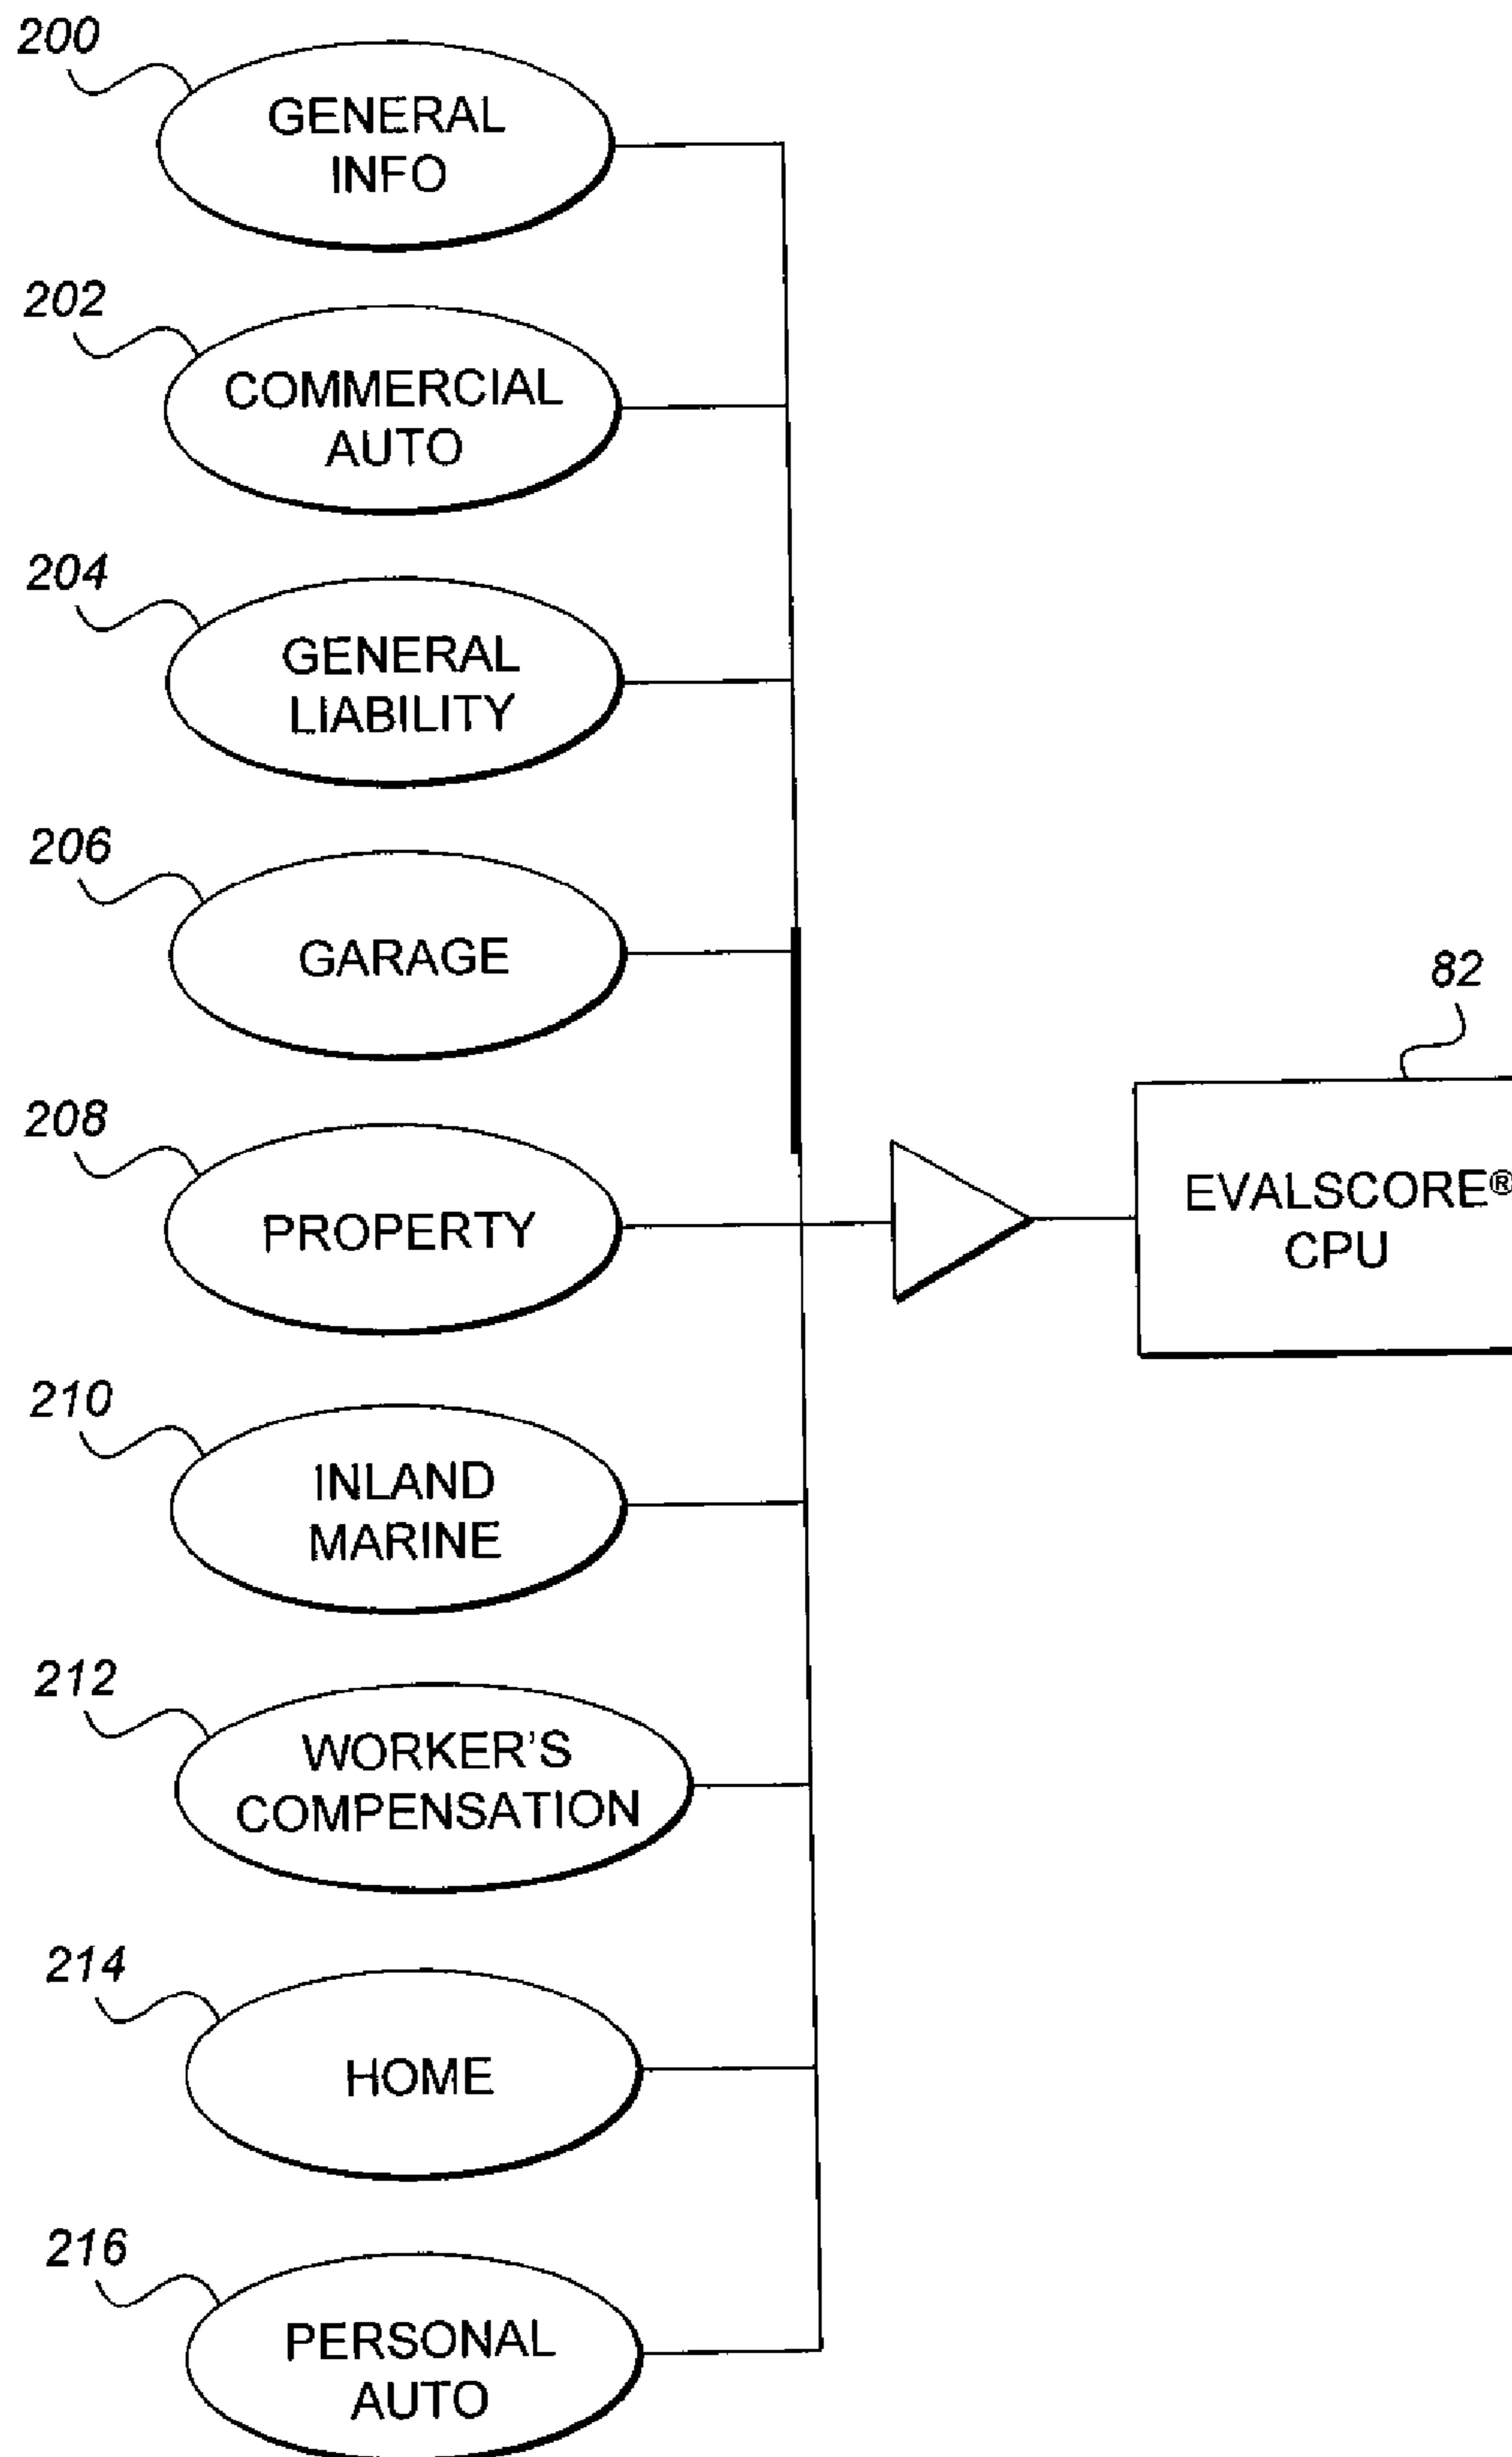 200
GENERAL
INFO
202
COMMERCIAL
AUTO
204
GENERAL
LIABILITY
206
GARAGE
82
208
PROPERTY
EVALSCORE®
CPU
210
INLAND
MARINE
212
WORKER'S
COMPENSATION
214
HOME
216
PERSONAL
AUTO